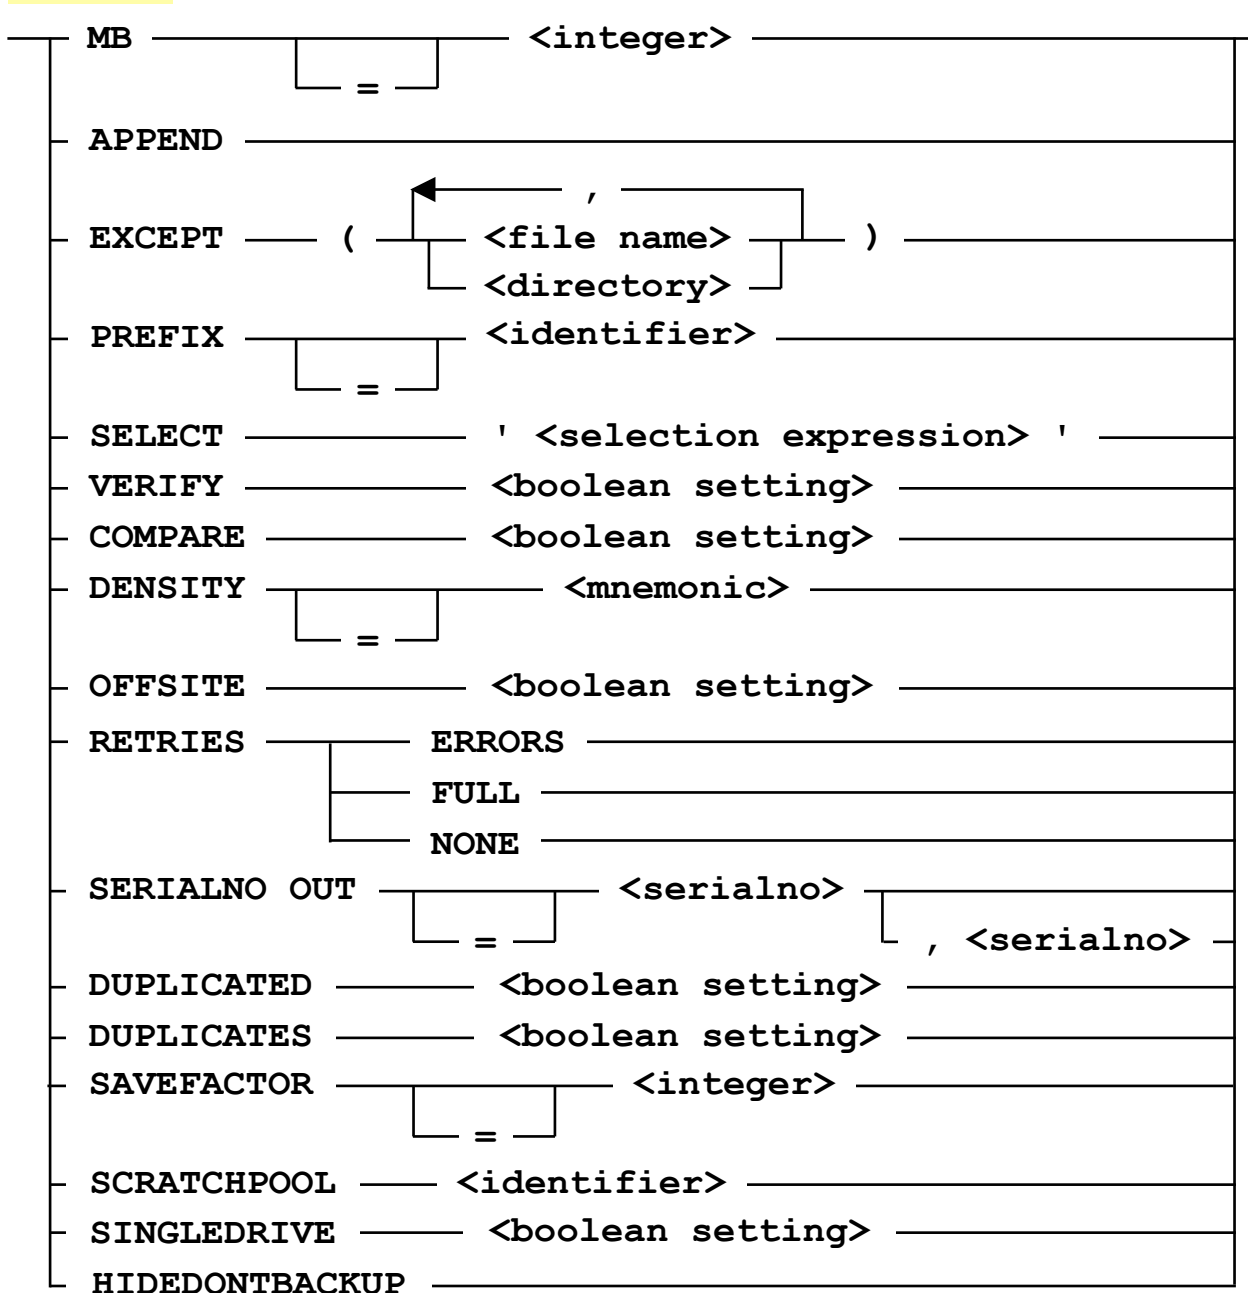 MB <integer>
=
APPEND
,
EXCEPT ( <file name> )
<directory>
PREFIX <identifier>
=
SELECT ' <selection expression> '
VERIFY <boolean setting>
COMPARE <boolean setting>
DENSITY <mnemonic>
=
OFFSITE <boolean setting>
RETRIES ERRORS
FULL
NONE
SERIALNO OUT <serialno>
= , <serialno>
DUPLICATED <boolean setting>
DUPLICATES <boolean setting>
SAVEFACTOR <integer>
=
SCRATCHPOOL <identifier>
SINGLEDRIVE <boolean setting>
HIDEDONTBACKUP